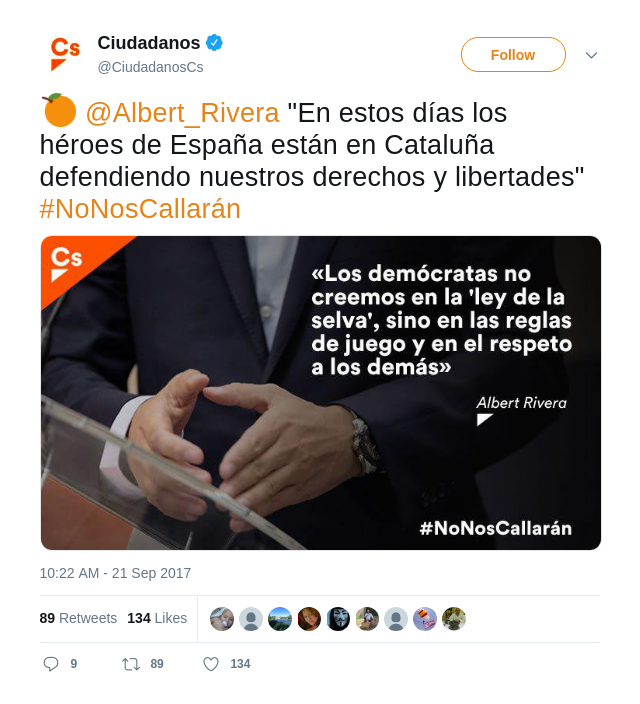 Cs
Ciudadanos
@CiudadanosCs
Follow
@Albert_Rivera "En estos días los
héroes de España están en Cataluña
defendiendo nuestros derechos y libertades"
#NoNosCallarán
Cs
«Los demócratas no
creemos en la 'ley de la
selva', sino en las reglas
de juego y en el respeto
a los demás»
Albert Rivera
#NoNosCallarán
10:22 AM - 21 Sep 2017
89 Retweets 134 Likes
9 89 134